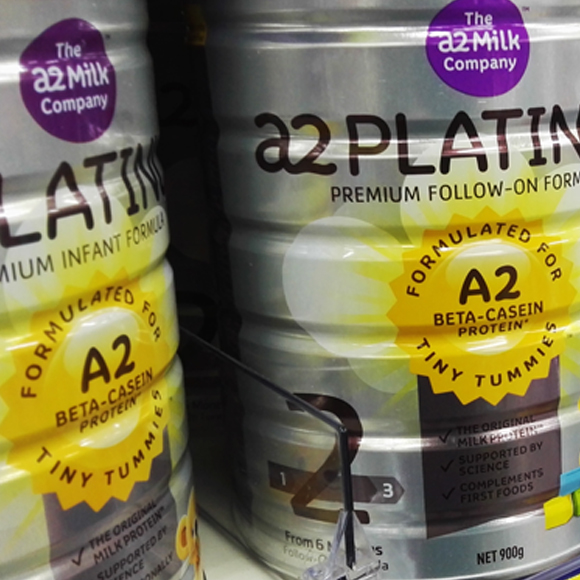 The
a2 Milk
Company
LATIN
MIUM INFANT FORMULA
FORMULATED FOR
A2
BETA-CASEIN
PROTEIN*
TINY TUMMIES
✓ THE ORIGINAL
MILK PROTEIN*
SUPPORTED BY
The
a2 Milk
Company
a2 PLATIN
PREMIUM FOLLOW-ON FORM
FORMULATED FOR
A2
BETA-CASEIN
PROTEIN*
TINY TUMMIES
2
1
3
✓ THE ORIGINAL
MILK PROTEIN*
✓ SUPPORTED BY
SCIENCE
✓ COMPLEMENTS
FIRST FOODS
From 6
NET 900g